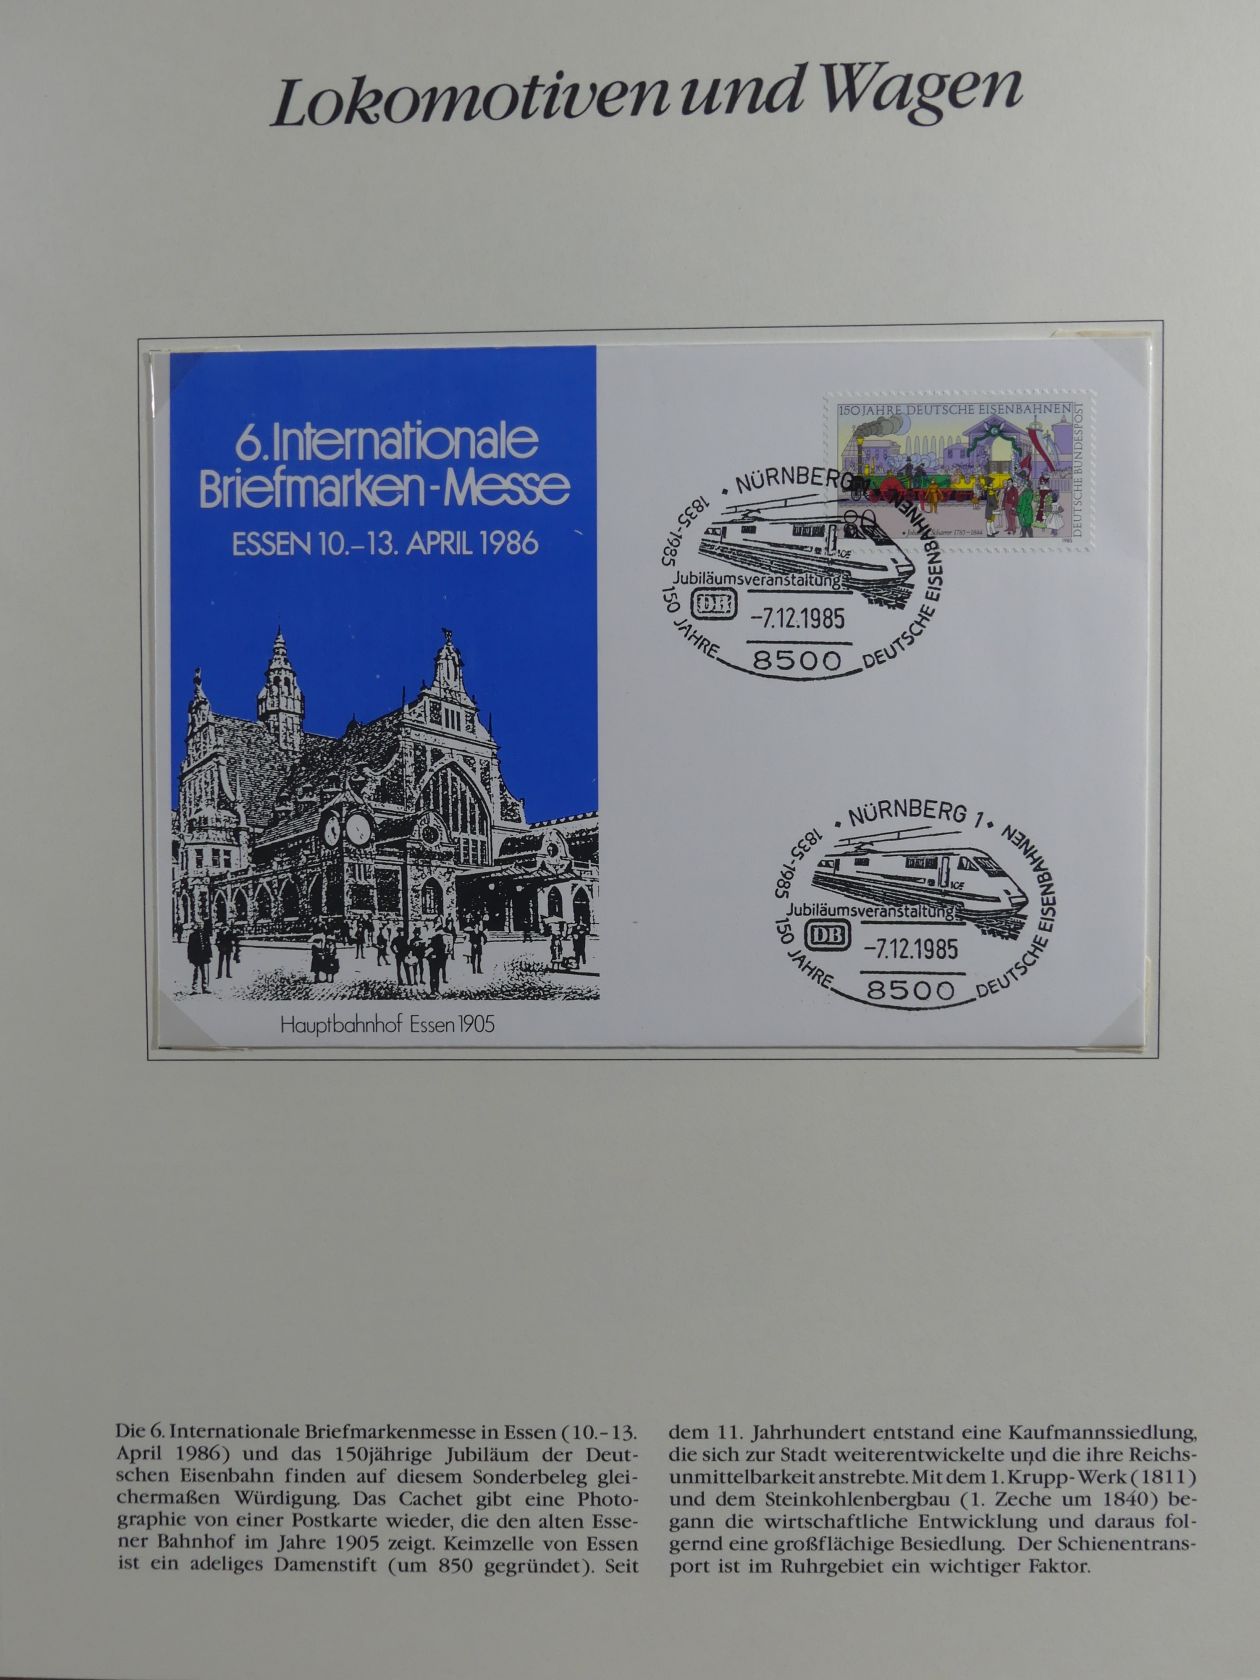 Lokomotiven und Wagen
6. Internationale
Briefmarken-Messe
ESSEN 10.–13. APRIL 1986
Hauptbahnhof Essen 1905
150 JAHRE DEUTSCHE EISENBAHNEN
DEUTSCHE BUNDESPOST
1785–1844
1985
NÜRNBERG 1
1835-1985
150 JAHRE
DEUTSCHE EISENBAHNEN
ICE
Jubiläumsveranstaltung
DB
–7.12.1985
8500
NÜRNBERG 1
1835-1985
150 JAHRE
DEUTSCHE EISENBAHNEN
ICE
Jubiläumsveranstaltung
DB
–7.12.1985
8500
Die 6. Internationale Briefmarkenmesse in Essen (10.–13.
April 1986) und das 150jährige Jubiläum der Deut-
schen Eisenbahn finden auf diesem Sonderbeleg glei-
chermaßen Würdigung. Das Cachet gibt eine Photo-
graphie von einer Postkarte wieder, die den alten Esse-
ner Bahnhof im Jahre 1905 zeigt. Keimzelle von Essen
ist ein adeliges Damenstift (um 850 gegründet). Seit
dem 11. Jahrhundert entstand eine Kaufmannssiedlung,
die sich zur Stadt weiterentwickelte und die ihre Reichs-
unmittelbarkeit anstrebte. Mit dem 1. Krupp-Werk (1811)
und dem Steinkohlenbergbau (1. Zeche um 1840) be-
gann die wirtschaftliche Entwicklung und daraus fol-
gernd eine großflächige Besiedlung. Der Schienentrans-
port ist im Ruhrgebiet ein wichtiger Faktor.